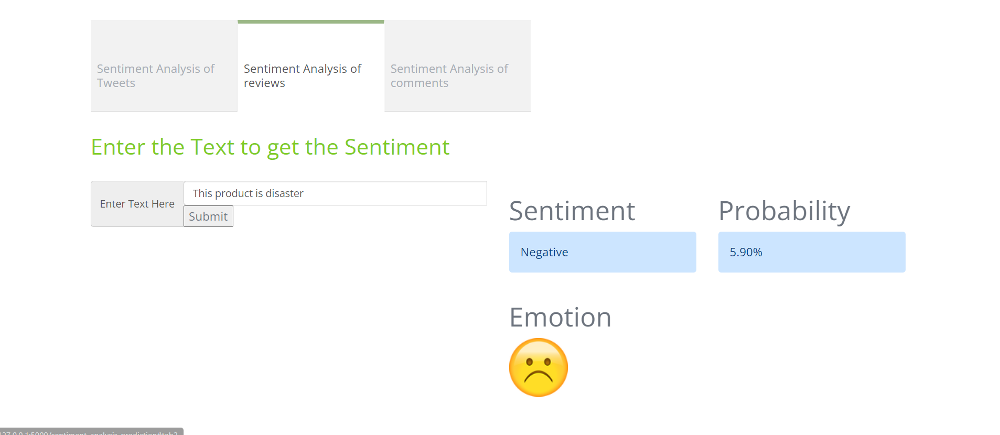 Sentiment Analysis of
Tweets
Sentiment Analysis of
reviews
Sentiment Analysis of
comments
Enter the Text to get the Sentiment
Enter Text Here
This product is disaster
Submit
Sentiment
Probability
Negative
5.90%
Emotion